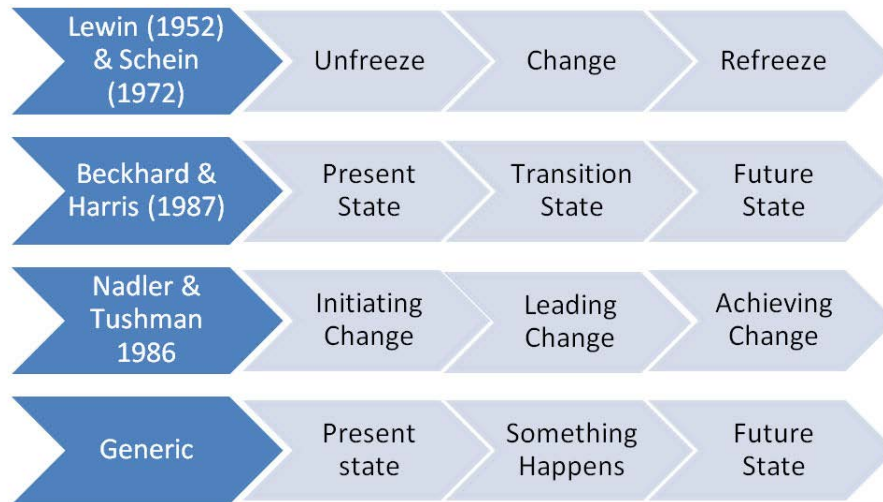 Lewin (1952)
& Schein
(1972)
Unfreeze
Change
Refreeze
Beckhard &
Harris (1987)
Present
State
Transition
State
Future
State
Nadler &
Tushman
1986
Initiating
Change
Leading
Change
Achieving
Change
Generic
Present
state
Something
Happens
Future
State